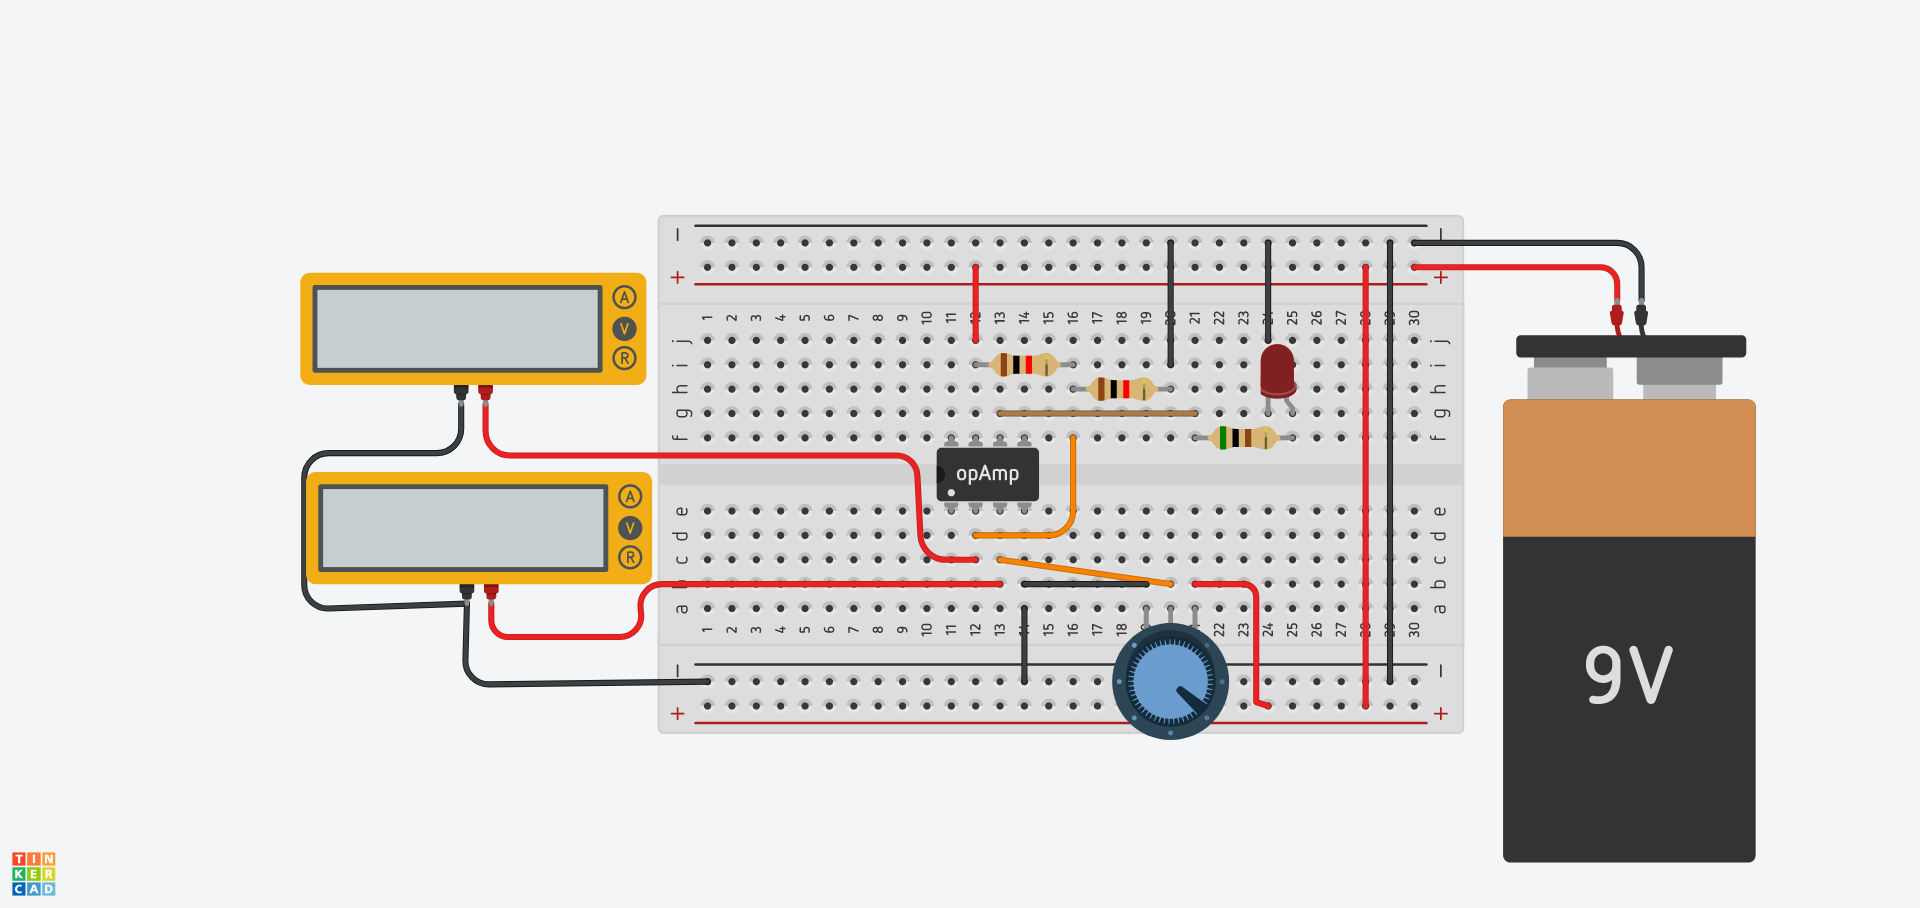 − −
+ +
1 2 3 4 5 6 7 8 9 10 11 12 13 14 15 16 17 18 19 20 21 22 23 24 25 26 27 28 29 30
j j
i i
h h
g g
f f
A
V
R
opAmp
A
V
R
e e
d d
c c
b b
a a
1 2 3 4 5 6 7 8 9 10 11 12 13 14 15 16 17 18 22 23 24 25 26 27 28 29 30
− −
+ +
9V
TIN
KER
CAD